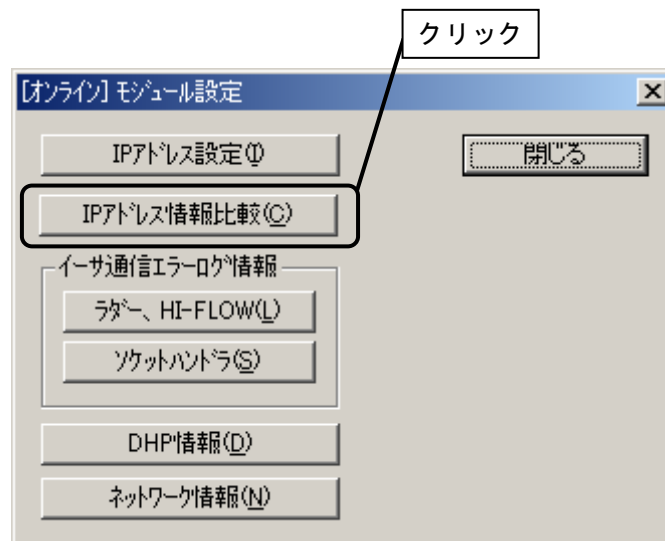 クリック
[オンライン] モジュール設定
IPアドレス設定(I)
閉じる
IPアドレス情報比較(C)
イーサ通信エラーログ情報
ラダー、HI-FLOW(L)
ソケットハンドラ(S)
DHP情報(D)
ネットワーク情報(N)